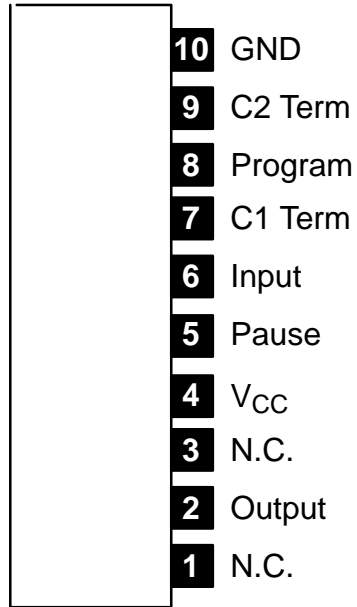 10 GND
9 C2 Term
8 Program
7 C1 Term
6 Input
5 Pause
4 VCC
3 N.C.
2 Output
1 N.C.